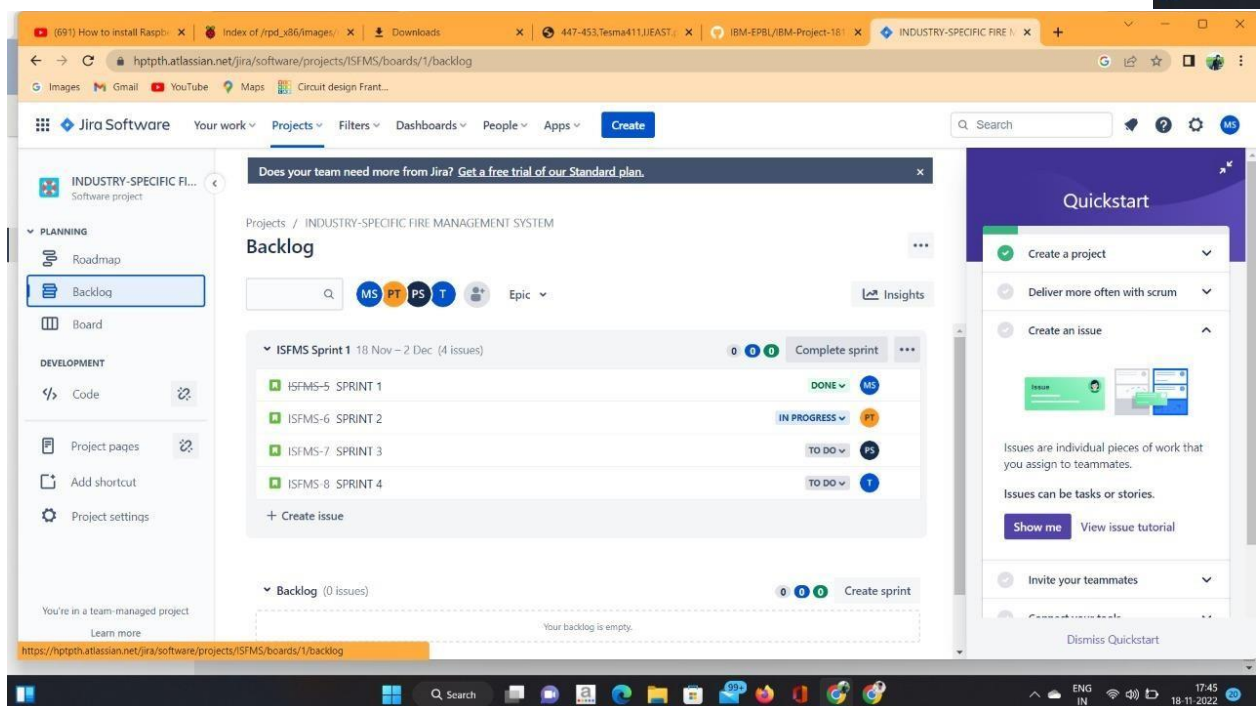 (691) How to install Raspb
Index of /rpd_x86/images/
Downloads
447-453,Tesma411,IJEAST.
IBM-EPBL/IBM-Project-181
INDUSTRY-SPECIFIC FIRE M
hptpth.atlassian.net/jira/software/projects/ISFMS/boards/1/backlog
Images Gmail YouTube Maps Circuit design Frant...
Jira Software Your work Projects Filters Dashboards People Apps Create Search MS
INDUSTRY-SPECIFIC FI...
Software project
PLANNING
Roadmap
Backlog
Board
DEVELOPMENT
Code
Project pages
Add shortcut
Project settings
You're in a team-managed project
Learn more
https://hptpth.atlassian.net/jira/software/projects/ISFMS/boards/1/backlog
Does your team need more from Jira? Get a free trial of our Standard plan.
Projects / INDUSTRY-SPECIFIC FIRE MANAGEMENT SYSTEM
Backlog
MS PT PS T Epic Insights
ISFMS Sprint 1 18 Nov – 2 Dec (4 issues) 0 0 0 Complete sprint
ISFMS-5 SPRINT 1 DONE MS
ISFMS-6 SPRINT 2 IN PROGRESS PT
ISFMS-7 SPRINT 3 TO DO PS
ISFMS-8 SPRINT 4 TO DO T
+ Create issue
Backlog (0 issues) 0 0 0 Create sprint
Your backlog is empty.
Quickstart
Create a project
Deliver more often with scrum
Create an issue
Issue
Issues are individual pieces of work that
you assign to teammates.
Issues can be tasks or stories.
Show me View issue tutorial
Invite your teammates
Dismiss Quickstart
Search
99+
ENG
IN
17:45
18-11-2022
20